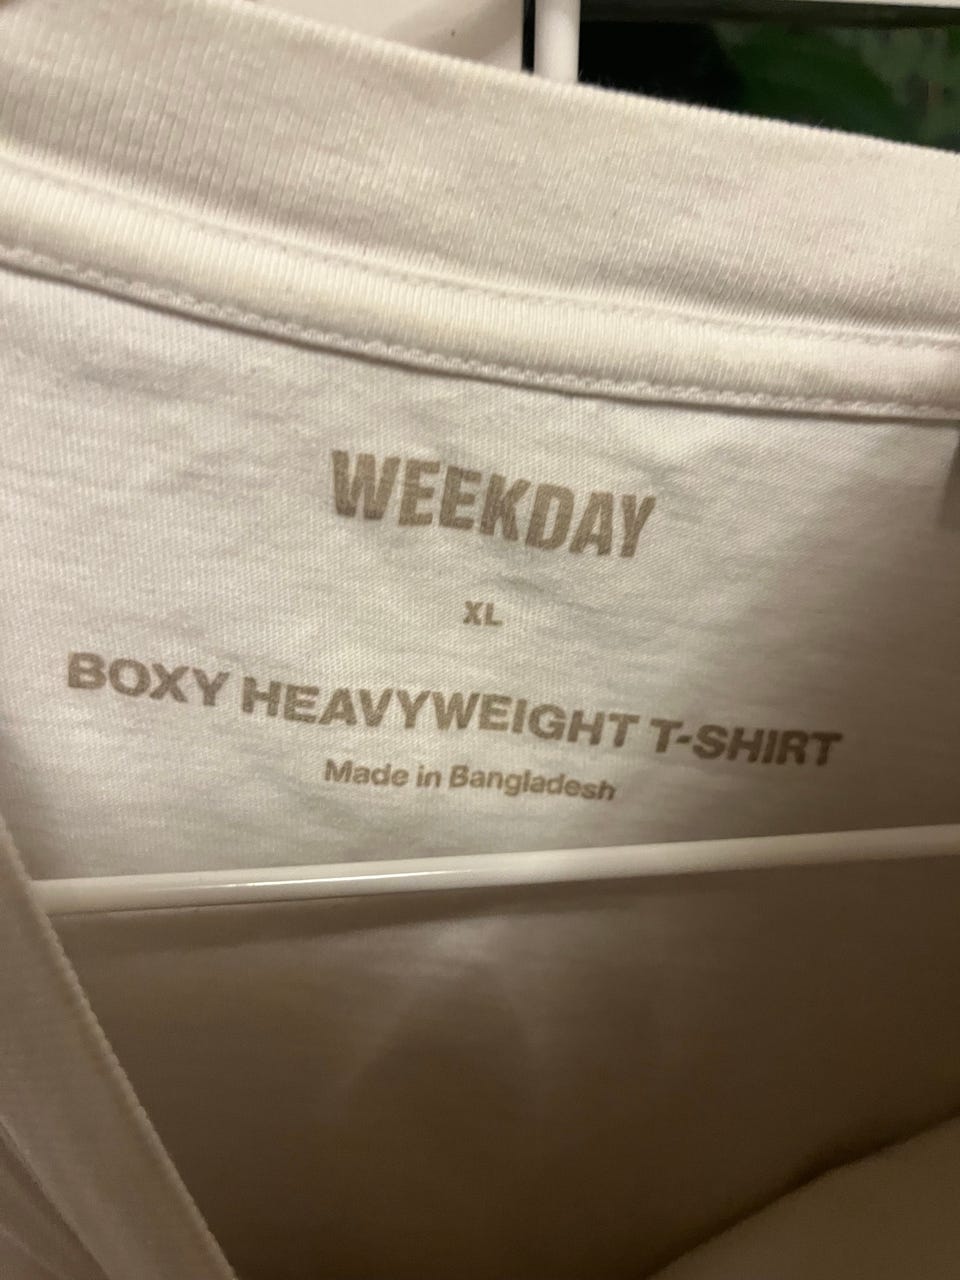 WEEKDAY
XL
BOXY HEAVYWEIGHT T-SHIRT
Made in Bangladesh